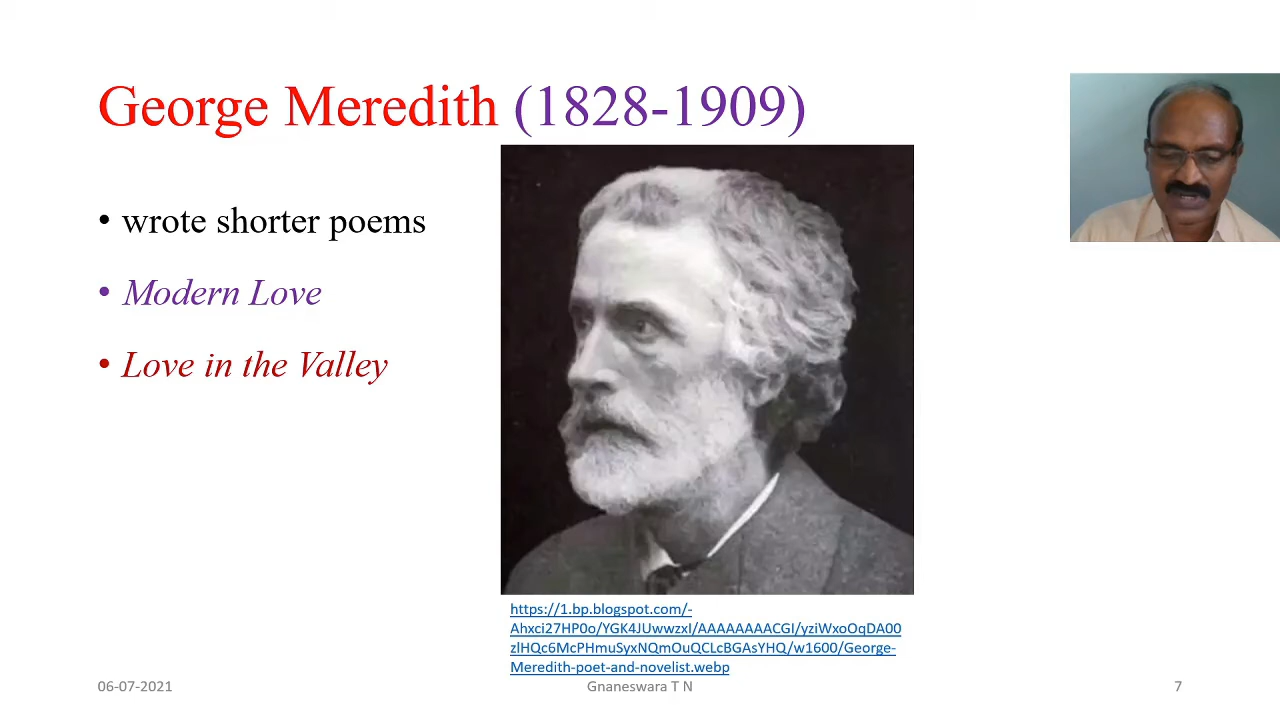 George Meredith (1828-1909)
• wrote shorter poems
• Modern Love
• Love in the Valley
https://1.bp.blogspot.com/-
Ahxci27HP0o/YGK4JUwwzxI/AAAAAAAACGI/yziWxoOqDA00
zlHQc6McPHmuSyxNQmOuQCLcBGAsYHQ/w1600/George-
Meredith-poet-and-novelist.webp
06-07-2021
Gnaneswara T N
7